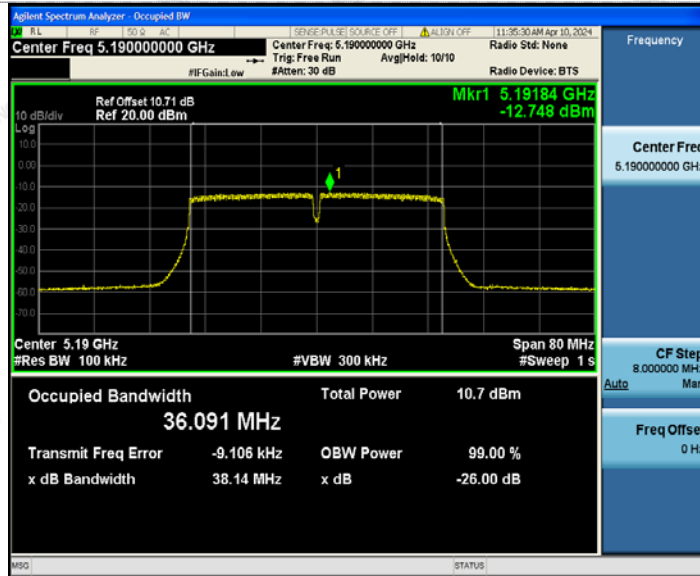 Agilent Spectrum Analyzer - Occupied BW
RL RF 50 Ω AC SENSE:PULSE SOURCE OFF ALIGN OFF 11:35:30 AM Apr 10, 2024
Center Freq 5.190000000 GHz
Center Freq: 5.190000000 GHz Radio Std: None
Trig: Free Run Avg|Hold: 10/10
#IFGain:Low #Atten: 30 dB Radio Device: BTS
Frequency
Ref Offset 10.71 dB
10 dB/div Ref 20.00 dBm
Mkr1 5.19184 GHz
-12.748 dBm
Log
10.0
0.00
-10.0
-20.0
-30.0
-40.0
-50.0
-60.0
-70.0
1
Center 5.19 GHz Span 80 MHz
#Res BW 100 kHz #VBW 300 kHz #Sweep 1 s
Occupied Bandwidth Total Power 10.7 dBm
36.091 MHz
Transmit Freq Error -9.106 kHz OBW Power 99.00 %
x dB Bandwidth 38.14 MHz x dB -26.00 dB
Center Freq
5.190000000 GHz
CF Step
8.000000 MHz
Auto Man
Freq Offset
0 Hz
MSG STATUS